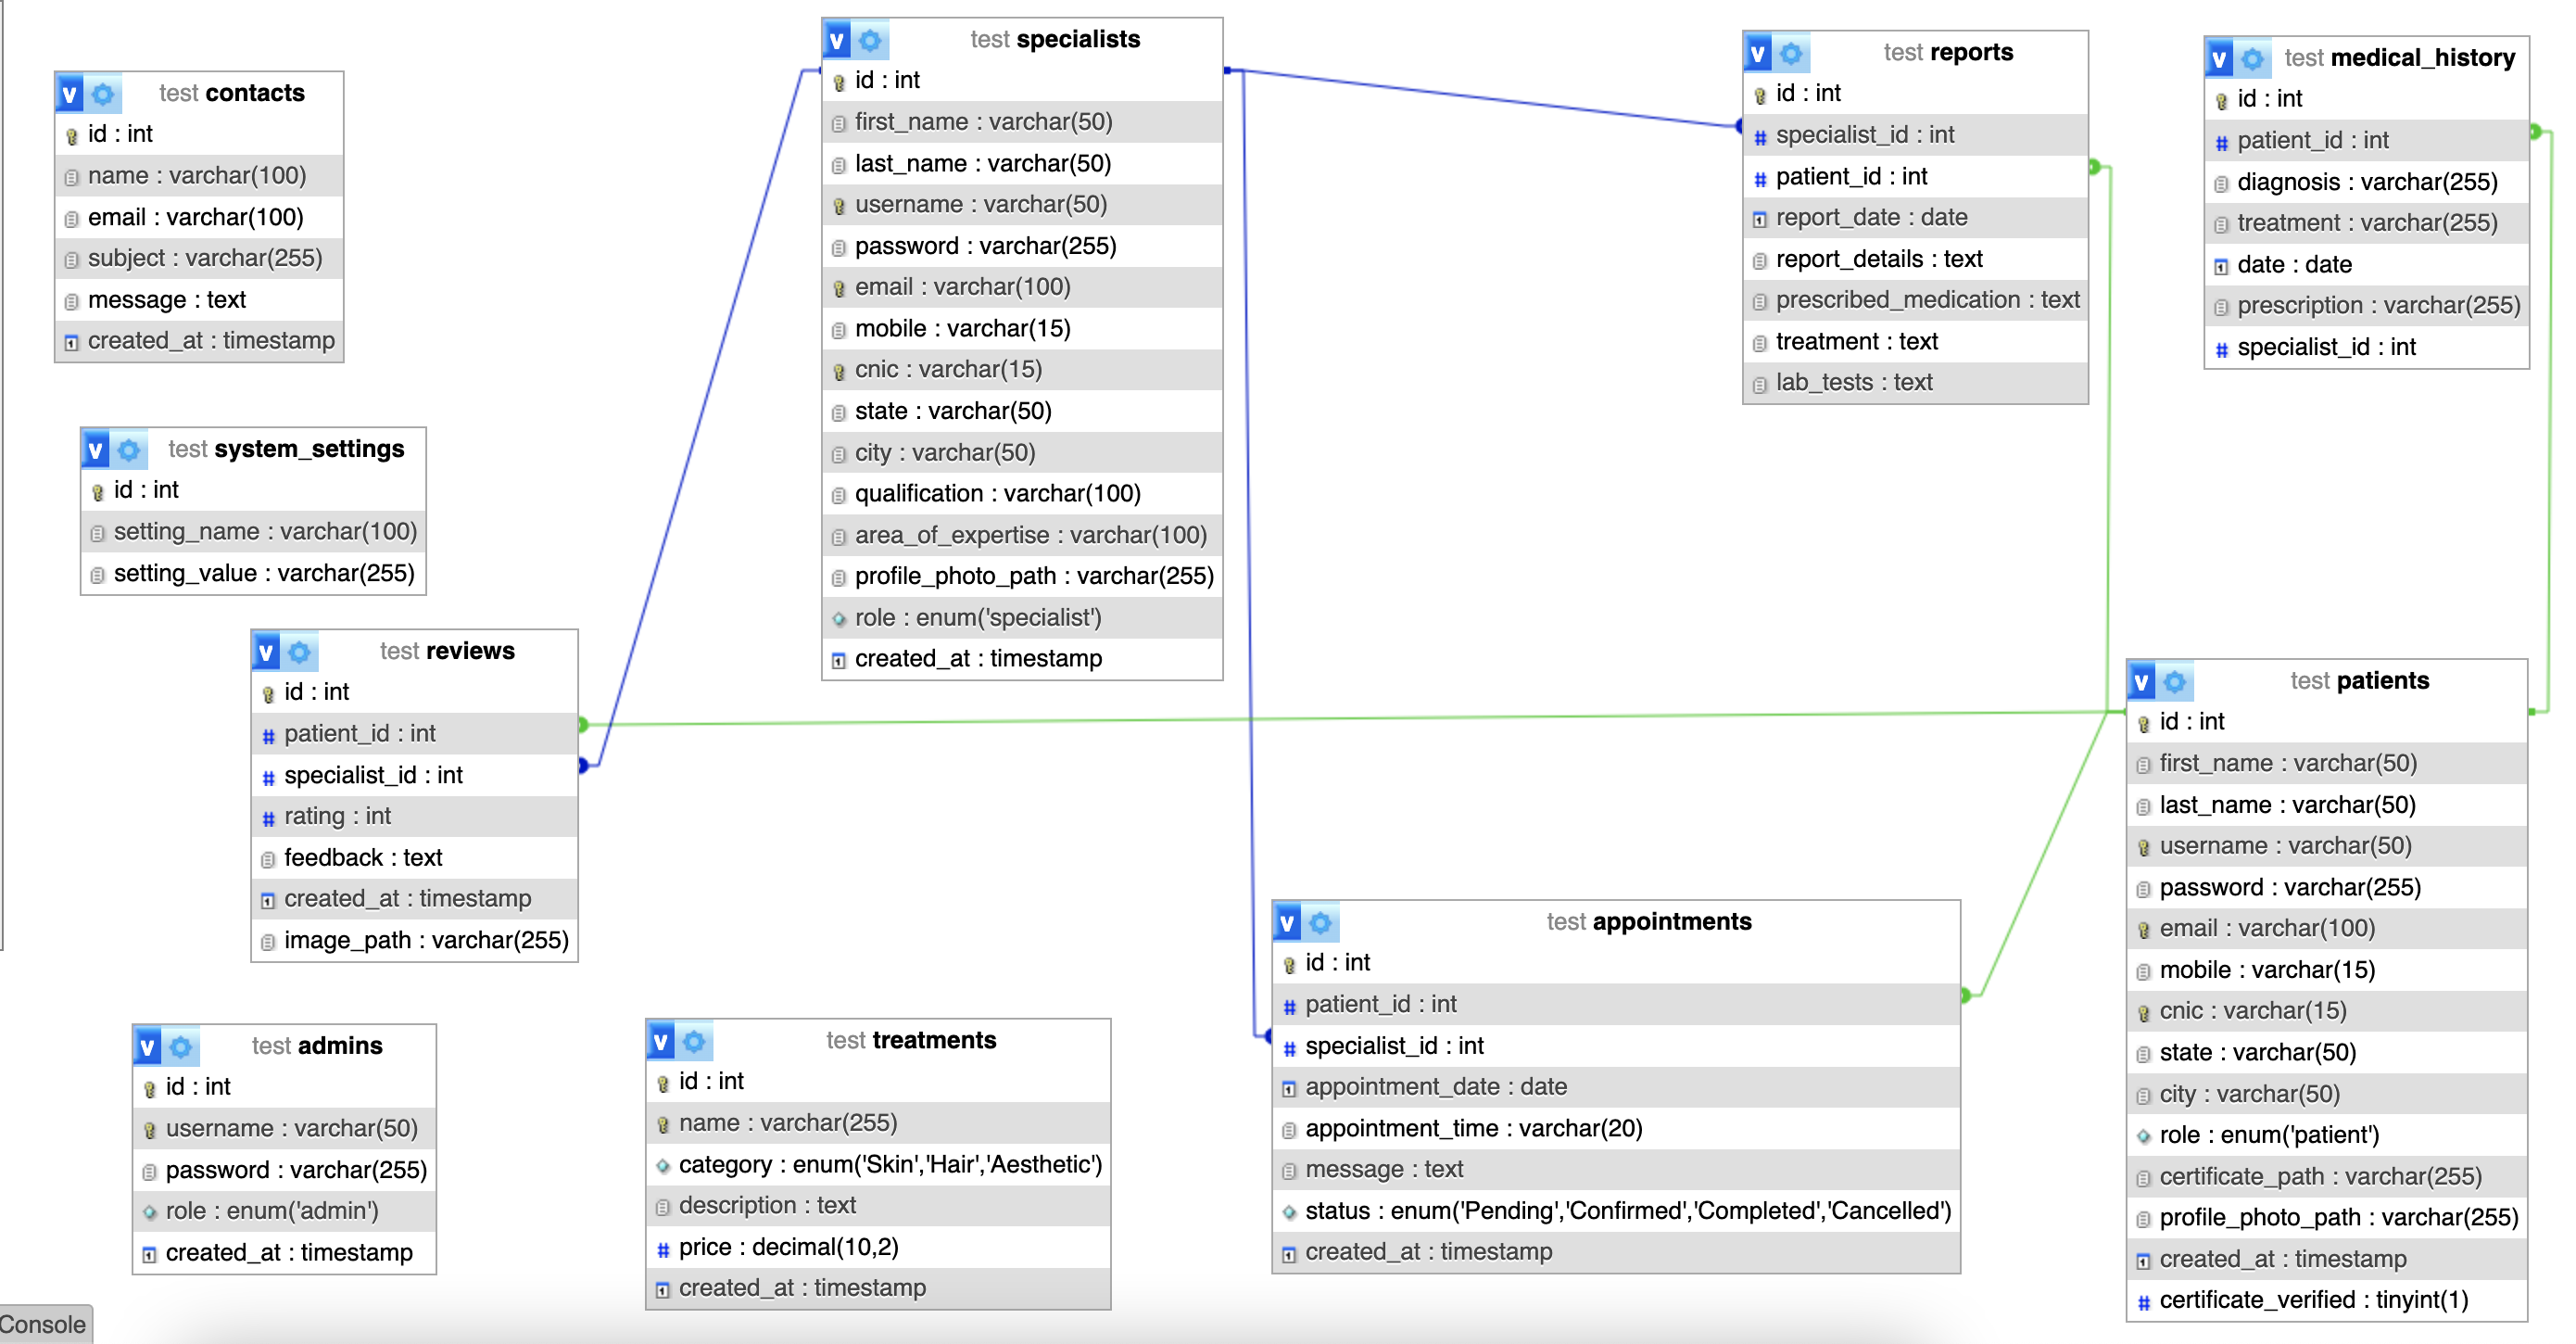 test contacts
id : int
name : varchar(100)
email : varchar(100)
subject : varchar(255)
message : text
created_at : timestamp
test system_settings
id : int
setting_name : varchar(100)
setting_value : varchar(255)
test reviews
id : int
patient_id : int
specialist_id : int
rating : int
feedback : text
created_at : timestamp
image_path : varchar(255)
test admins
id : int
username : varchar(50)
password : varchar(255)
role : enum('admin')
created_at : timestamp
test specialists
id : int
first_name : varchar(50)
last_name : varchar(50)
username : varchar(50)
password : varchar(255)
email : varchar(100)
mobile : varchar(15)
cnic : varchar(15)
state : varchar(50)
city : varchar(50)
qualification : varchar(100)
area_of_expertise : varchar(100)
profile_photo_path : varchar(255)
role : enum('specialist')
created_at : timestamp
test treatments
id : int
name : varchar(255)
category : enum('Skin','Hair','Aesthetic')
description : text
price : decimal(10,2)
created_at : timestamp
test appointments
id : int
patient_id : int
specialist_id : int
appointment_date : date
appointment_time : varchar(20)
message : text
status : enum('Pending','Confirmed','Completed','Cancelled')
created_at : timestamp
test reports
id : int
specialist_id : int
patient_id : int
report_date : date
report_details : text
prescribed_medication : text
treatment : text
lab_tests : text
test medical_history
id : int
patient_id : int
diagnosis : varchar(255)
treatment : varchar(255)
date : date
prescription : varchar(255)
specialist_id : int
test patients
id : int
first_name : varchar(50)
last_name : varchar(50)
username : varchar(50)
password : varchar(255)
email : varchar(100)
mobile : varchar(15)
cnic : varchar(15)
state : varchar(50)
city : varchar(50)
role : enum('patient')
certificate_path : varchar(255)
profile_photo_path : varchar(255)
created_at : timestamp
certificate_verified : tinyint(1)
Console